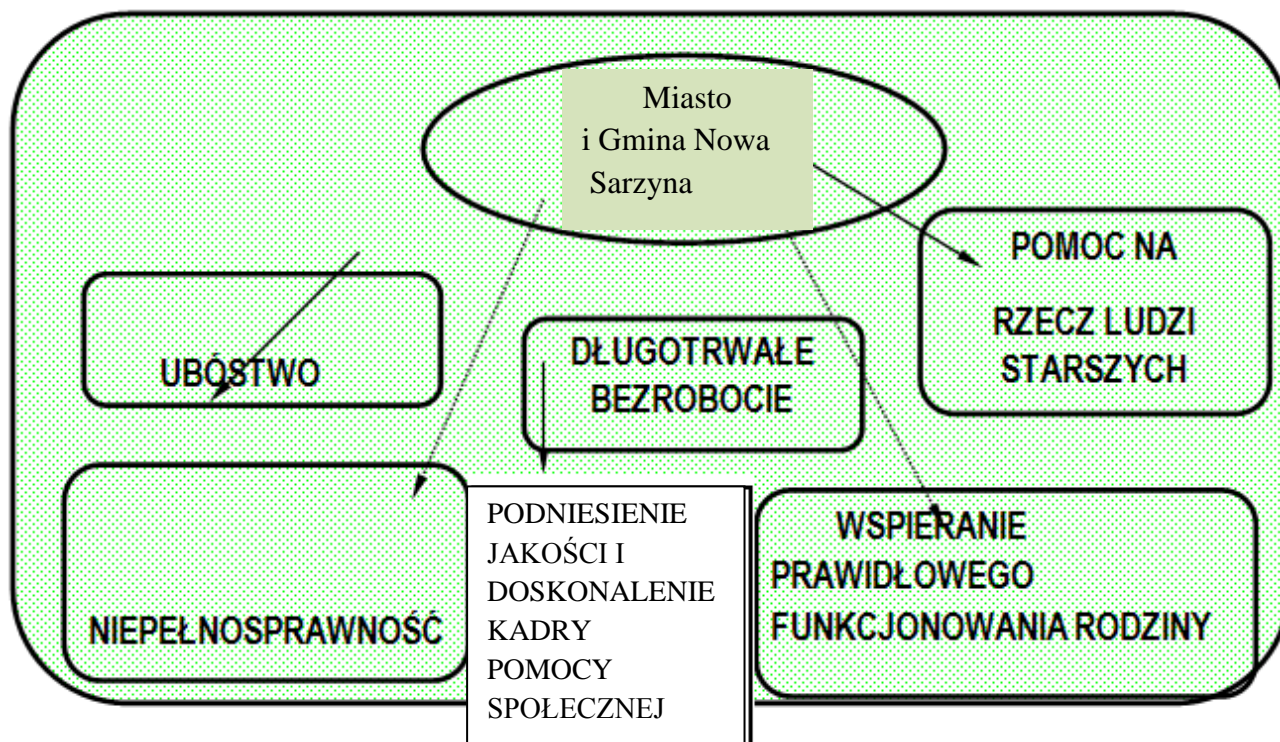 Miasto
i Gmina Nowa
Sarzyna
POMOC NA
RZECZ LUDZI
STARSZYCH
UBÓSTWO
DŁUGOTRWAŁE
BEZROBOCIE
NIEPEŁNOSPRAWNOŚĆ
PODNIESIENIE
JAKOŚCI I
DOSKONALENIE
KADRY
POMOCY
SPOŁECZNEJ
WSPIERANIE
PRAWIDŁOWEGO
FUNKCJONOWANIA RODZINY